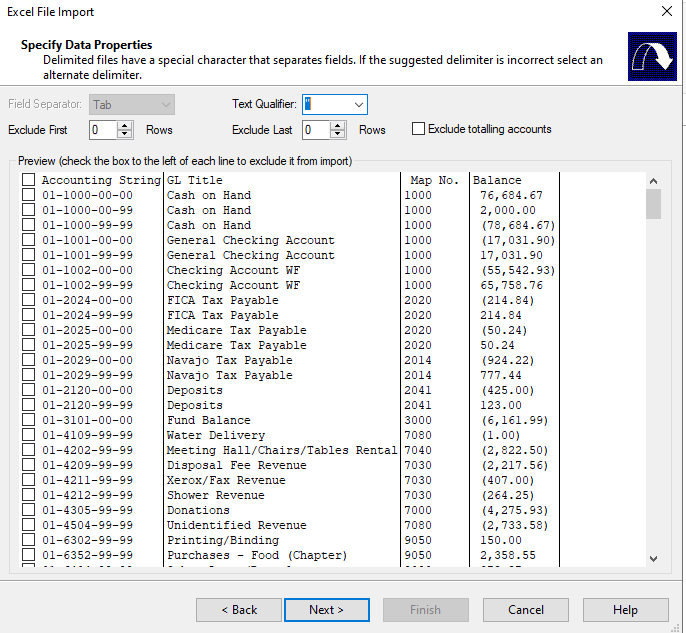 Excel File Import
Specify Data Properties
Delimited files have a special character that separates fields. If the suggested delimiter is incorrect select an
alternate delimiter.
Field Separator: Tab Text Qualifier: "
Exclude First 0 Rows Exclude Last 0 Rows Exclude totalling accounts
Preview (check the box to the left of each line to exclude it from import)
Accounting String GL Title Map No. Balance
01-1000-00-00 Cash on Hand 1000 76,684.67
01-1000-00-99 Cash on Hand 1000 2,000.00
01-1000-99-99 Cash on Hand 1000 (78,684.67)
01-1001-00-00 General Checking Account 1000 (17,031.90)
01-1001-99-99 General Checking Account 1000 17,031.90
01-1002-00-00 Checking Account WF 1000 (55,542.93)
01-1002-99-99 Checking Account WF 1000 65,758.76
01-2024-00-00 FICA Tax Payable 2020 (214.84)
01-2024-99-99 FICA Tax Payable 2020 214.84
01-2025-00-00 Medicare Tax Payable 2020 (50.24)
01-2025-99-99 Medicare Tax Payable 2020 50.24
01-2029-00-00 Navajo Tax Payable 2014 (924.22)
01-2029-99-99 Navajo Tax Payable 2014 777.44
01-2120-00-00 Deposits 2041 (425.00)
01-2120-99-99 Deposits 2041 123.00
01-3101-00-00 Fund Balance 3000 (6,161.99)
01-4109-99-99 Water Delivery 7080 (1.00)
01-4202-99-99 Meeting Hall/Chairs/Tables Rental 7040 (2,822.50)
01-4209-99-99 Disposal Fee Revenue 7030 (2,217.56)
01-4211-99-99 Xerox/Fax Revenue 7030 (407.00)
01-4212-99-99 Shower Revenue 7030 (264.25)
01-4305-99-99 Donations 7000 (4,275.93)
01-4504-99-99 Unidentified Revenue 7080 (2,733.58)
01-6302-99-99 Printing/Binding 9050 150.00
01-6352-99-99 Purchases - Food (Chapter) 9050 2,358.55
< Back Next > Finish Cancel Help